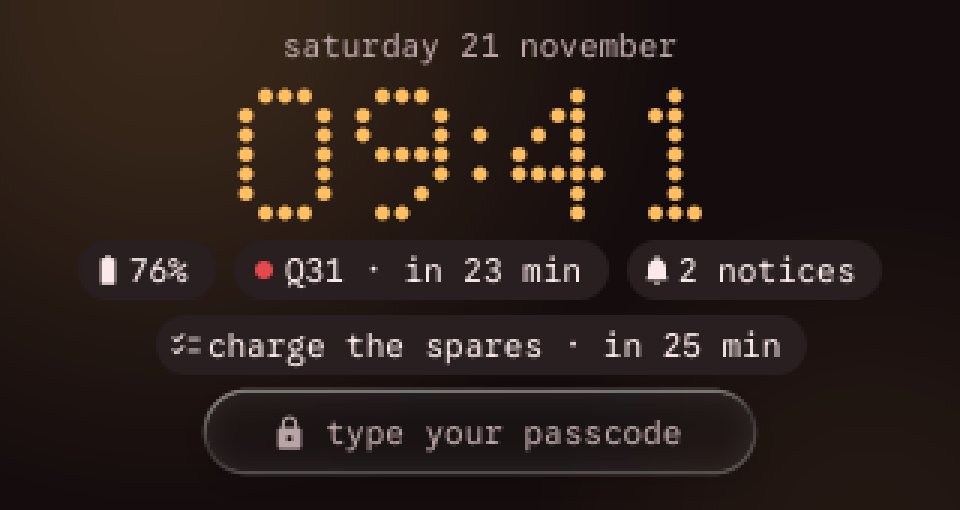 saturday 21 november
09:41
76% Q31 · in 23 min 2 notices
charge the spares · in 25 min
type your passcode